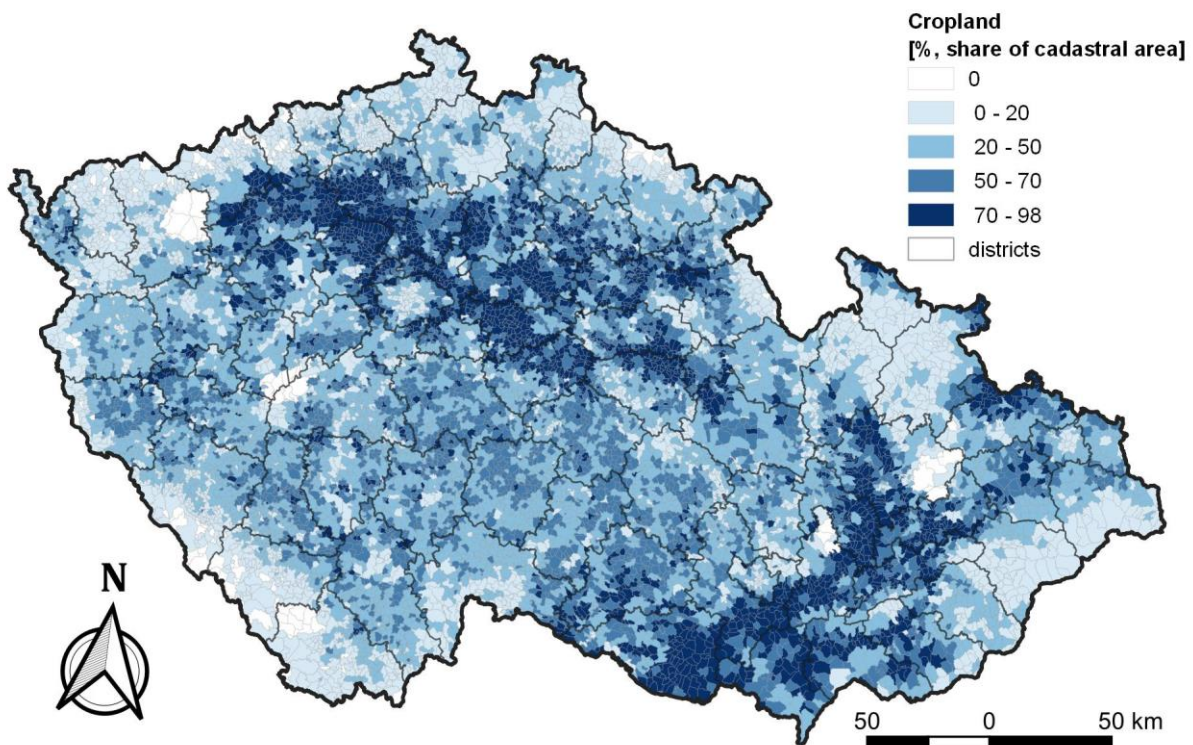 Cropland
[%, share of cadastral area]
0
0 - 20
20 - 50
50 - 70
70 - 98
districts
N
50 0 50 km